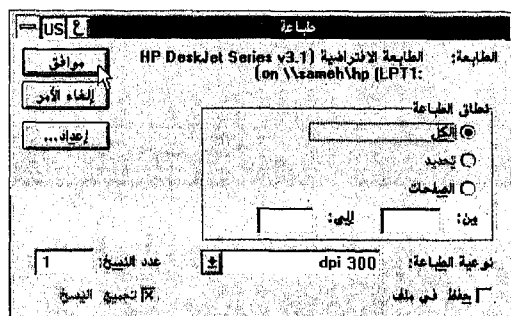 طباعة
US ع
الطابعة: الطابعة الافتراضية (HP DeskJet Series v3.1
on \\sameh\hp (LPT1:)
موافق
إلغاء الأمر
إعداد...
نطاق الطباعة
الكل
تحديد
الصفحات
من: إلى:
نوعية الطباعة: 300 dpi
عدد النسخ: 1
حفظ في ملف
تجميع النسخ